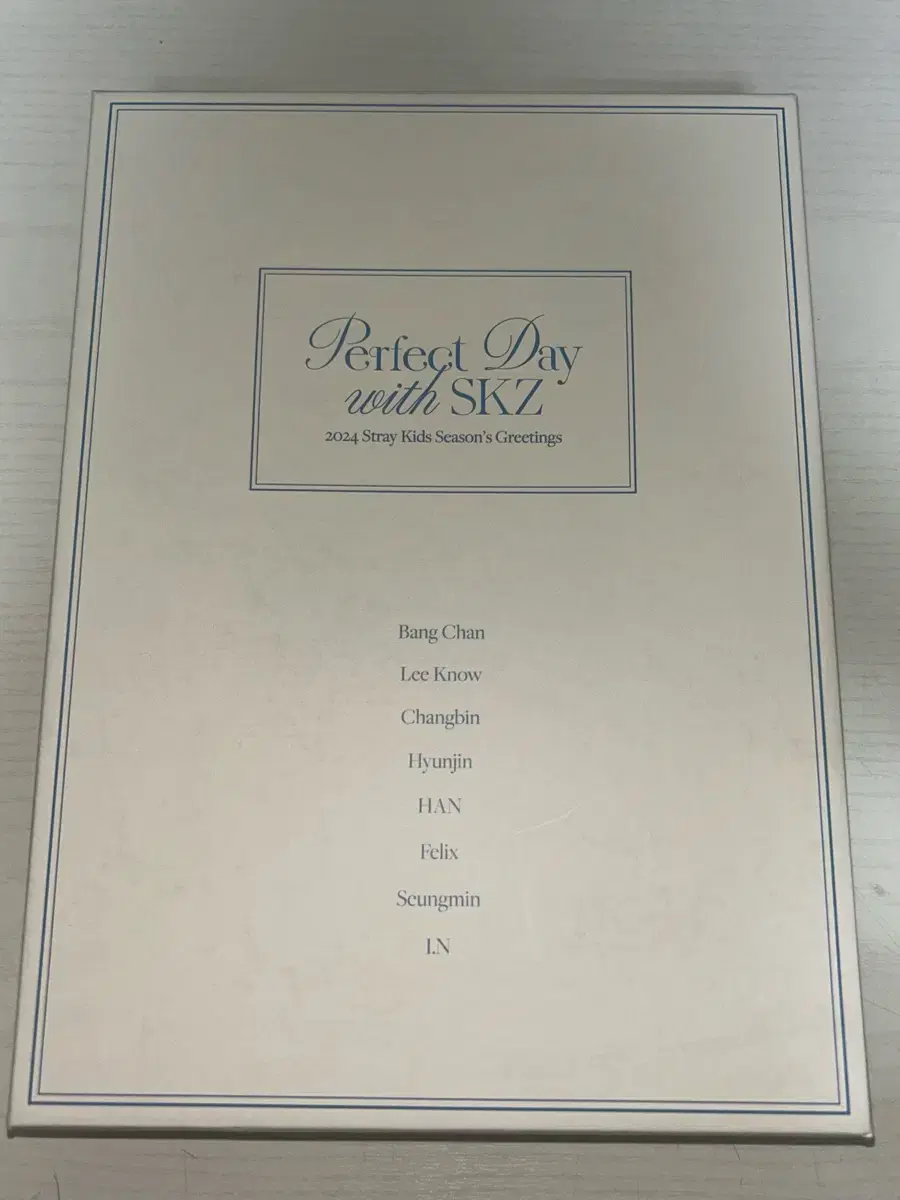 Perfect Day
with SKZ
2024 Stray Kids Season's Greetings
Bang Chan
Lee Know
Changbin
Hyunjin
HAN
Felix
Seungmin
I.N